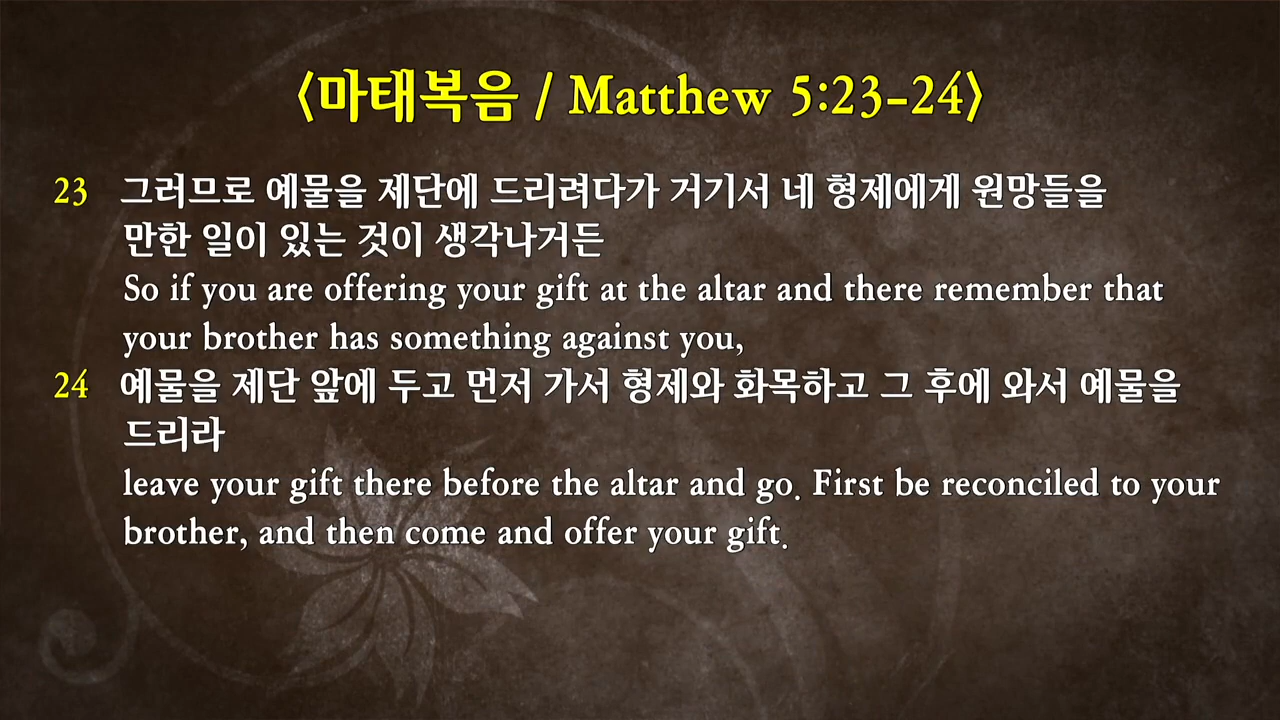 〈마태복음 / Matthew 5:23-24〉
23 그러므로 예물을 제단에 드리려다가 거기서 네 형제에게 원망들을
만한 일이 있는 것이 생각나거든
So if you are offering your gift at the altar and there remember that
your brother has something against you,
24 예물을 제단 앞에 두고 먼저 가서 형제와 화목하고 그 후에 와서 예물을
드리라
leave your gift there before the altar and go. First be reconciled to your
brother, and then come and offer your gift.